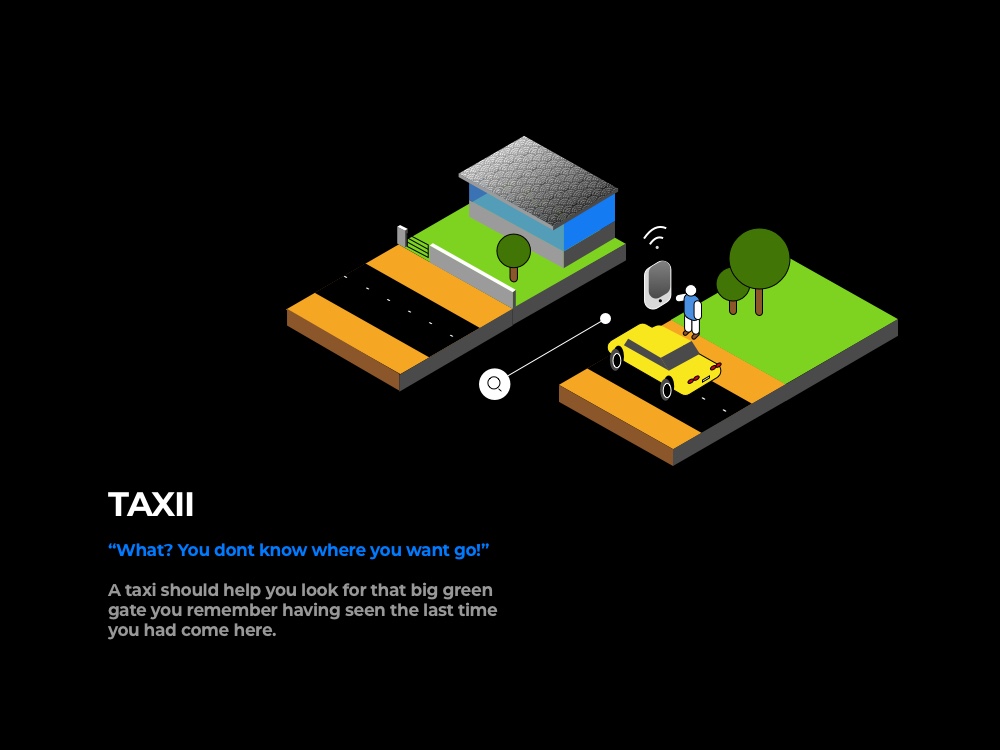 TAXII
“What? You dont know where you want go!”
A taxi should help you look for that big green
gate you remember having seen the last time
you had come here.